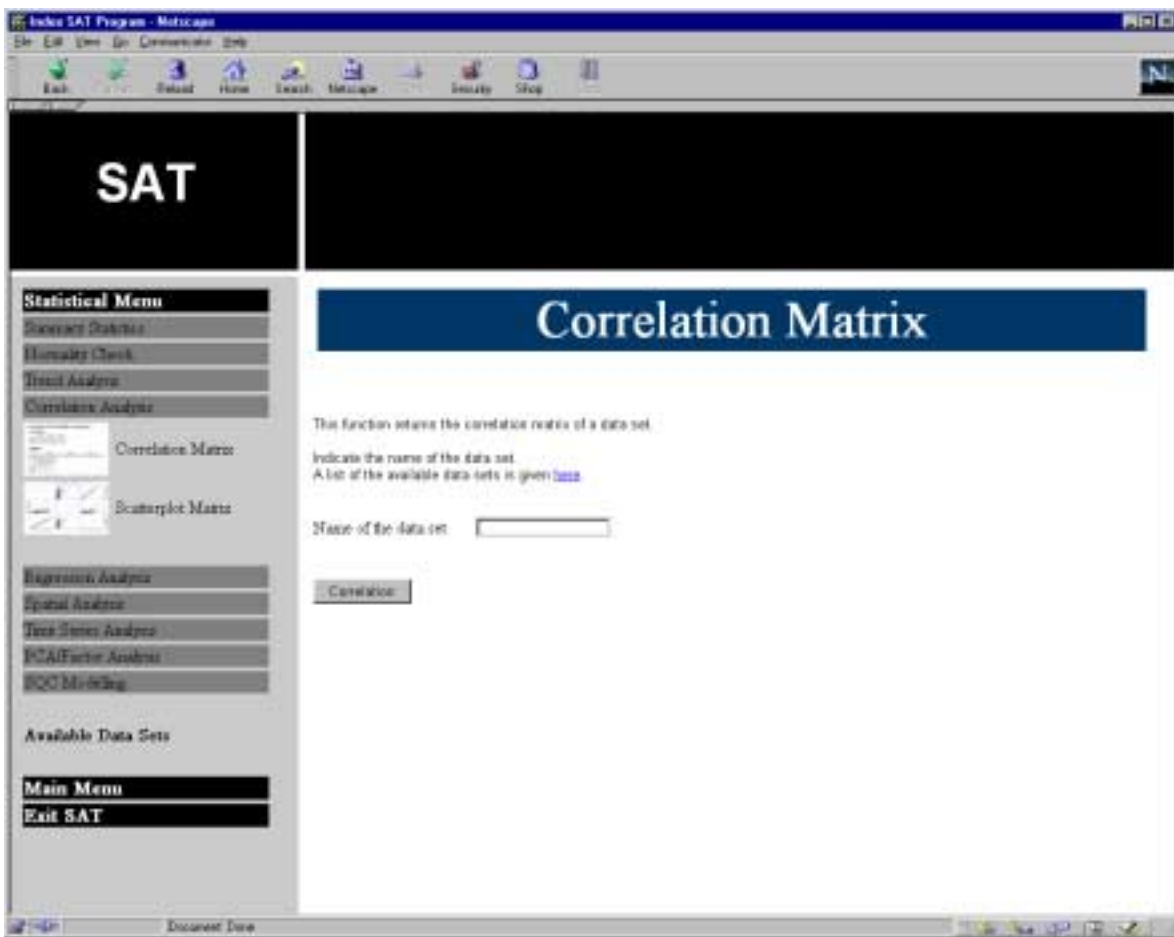 Index SAT Program - Netscape
File Edit View Go Communicator Help
Back Reload Home Search Netscape Security Shop
SAT
Statistical Menu
Summary Statistics
Normality Check
Trend Analysis
Correlation Analysis
Correlation Matrix
Scatterplot Matrix
Regression Analysis
Spatial Analysis
Time Series Analysis
PCA/Factor Analysis
SQC Modeling
Available Data Sets
Main Menu
Exit SAT
Correlation Matrix
This function returns the correlation matrix of a data set.
Indicate the name of the data set.
A list of the available data sets is given here
Name of the data set
Correlation
Document Done